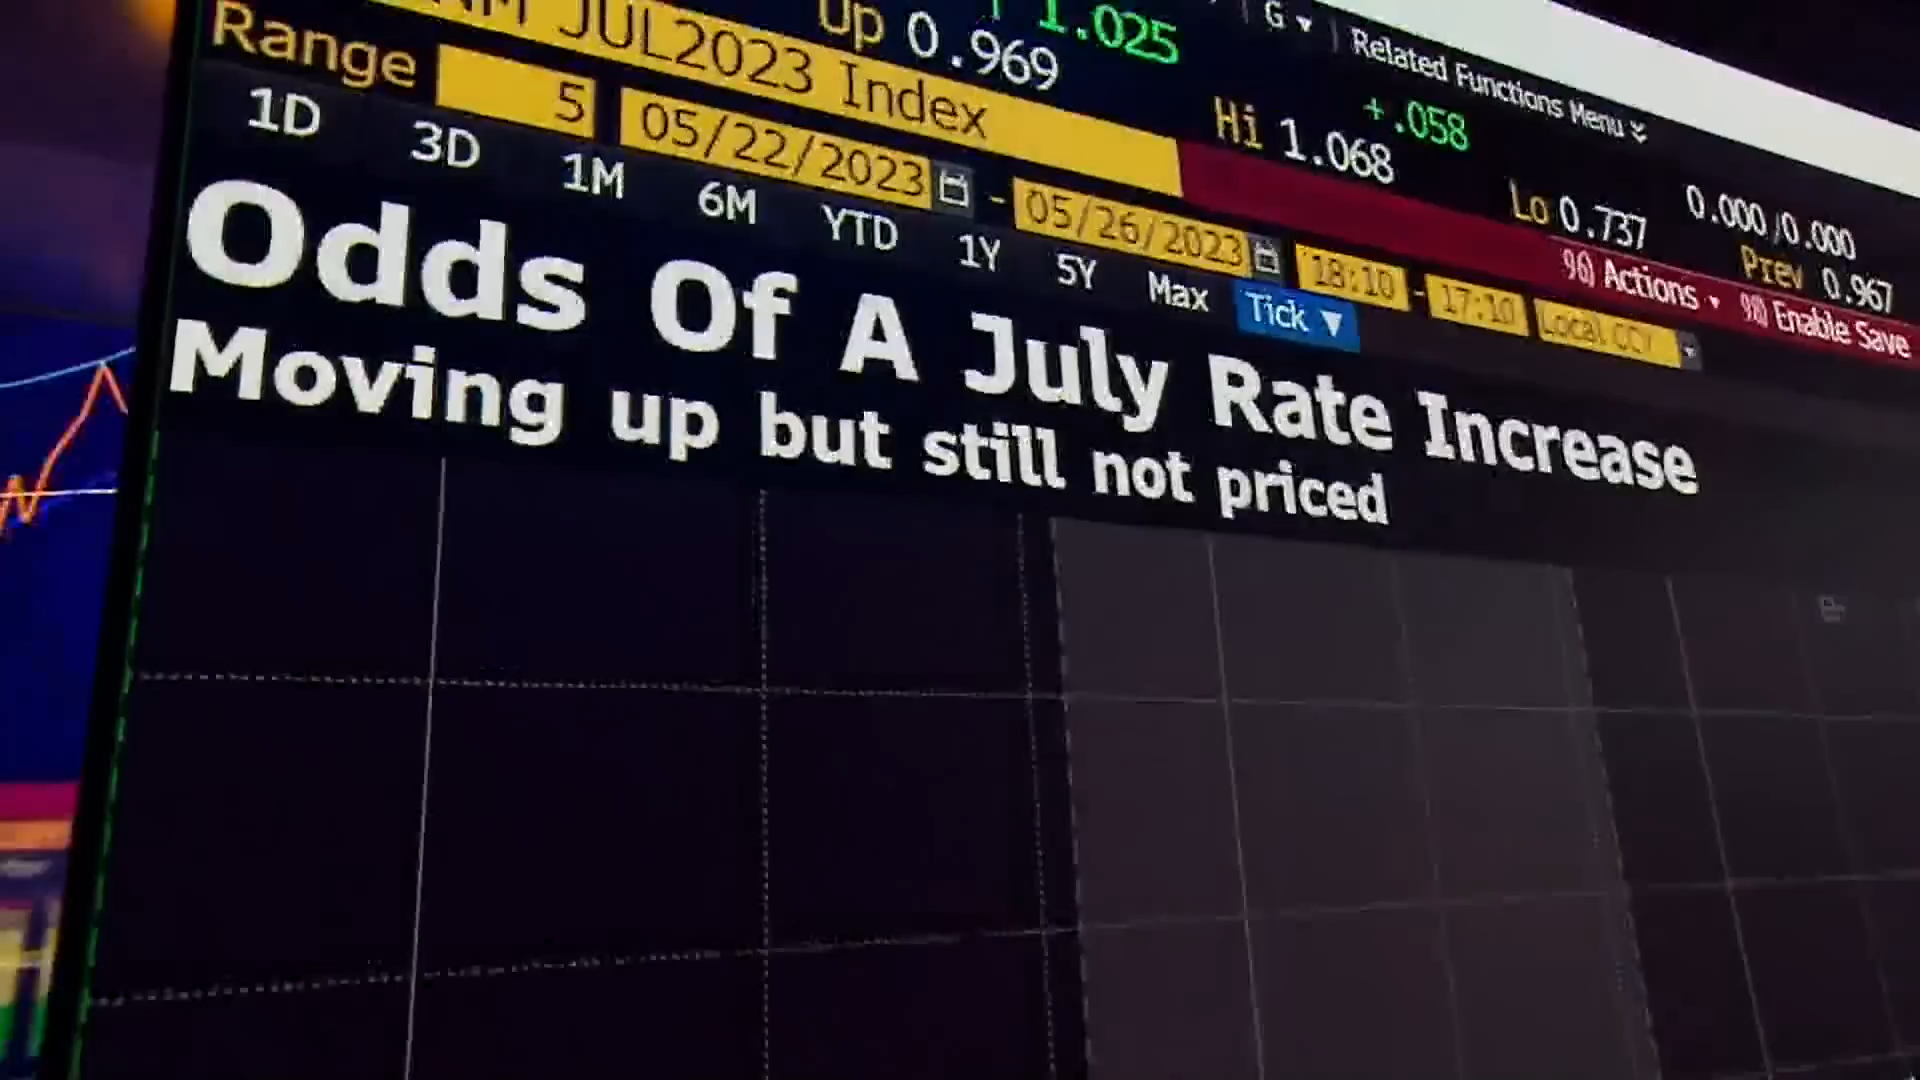 JUL2023 Index
Up 0.969
1.025
+.058
Hi 1.068
Lo 0.737
0.000/0.000
Prev 0.967
G Related Functions Menu
96) Actions
98) Enable Save
Range 5 05/22/2023 - 05/26/2023 18:10 - 17:10 Local CCY
1D 3D 1M 6M YTD 1Y 5Y Max Tick
Odds Of A July Rate Increase
Moving up but still not priced